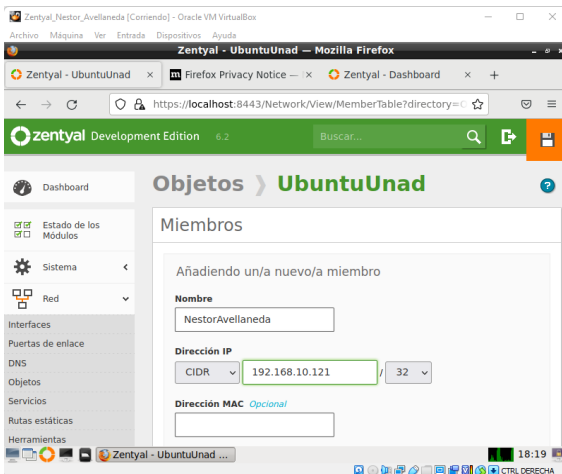 Zentyal_Nestor_Avellaneda [Corriendo] - Oracle VM VirtualBox
Archivo Máquina Ver Entrada Dispositivos Ayuda
Zentyal - UbuntuUnad — Mozilla Firefox
Zentyal - UbuntuUnad
Firefox Privacy Notice —
Zentyal - Dashboard
https://localhost:8443/Network/View/MemberTable?directory=
zentyal Development Edition 6.2
Buscar...
Dashboard
Estado de los
Módulos
Sistema
Red
Interfaces
Puertas de enlace
DNS
Objetos
Servicios
Rutas estáticas
Herramientas
Objetos UbuntuUnad
Miembros
Añadiendo un/a nuevo/a miembro
Nombre
NestorAvellaneda
Dirección IP
CIDR 192.168.10.121 / 32
Dirección MAC Opcional
Zentyal - UbuntuUnad ...
18:19
CTRL DERECHA